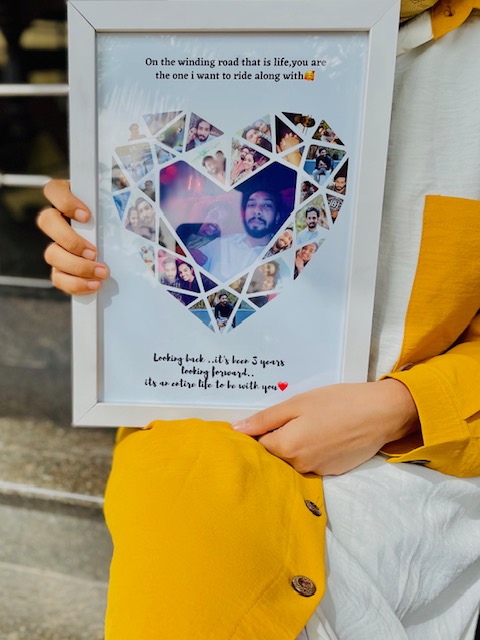 On the winding road that is life,you are
the one i want to ride along with🥰
Looking back ..it's been 3 years
looking forward..
its an entire life to be with you❤️